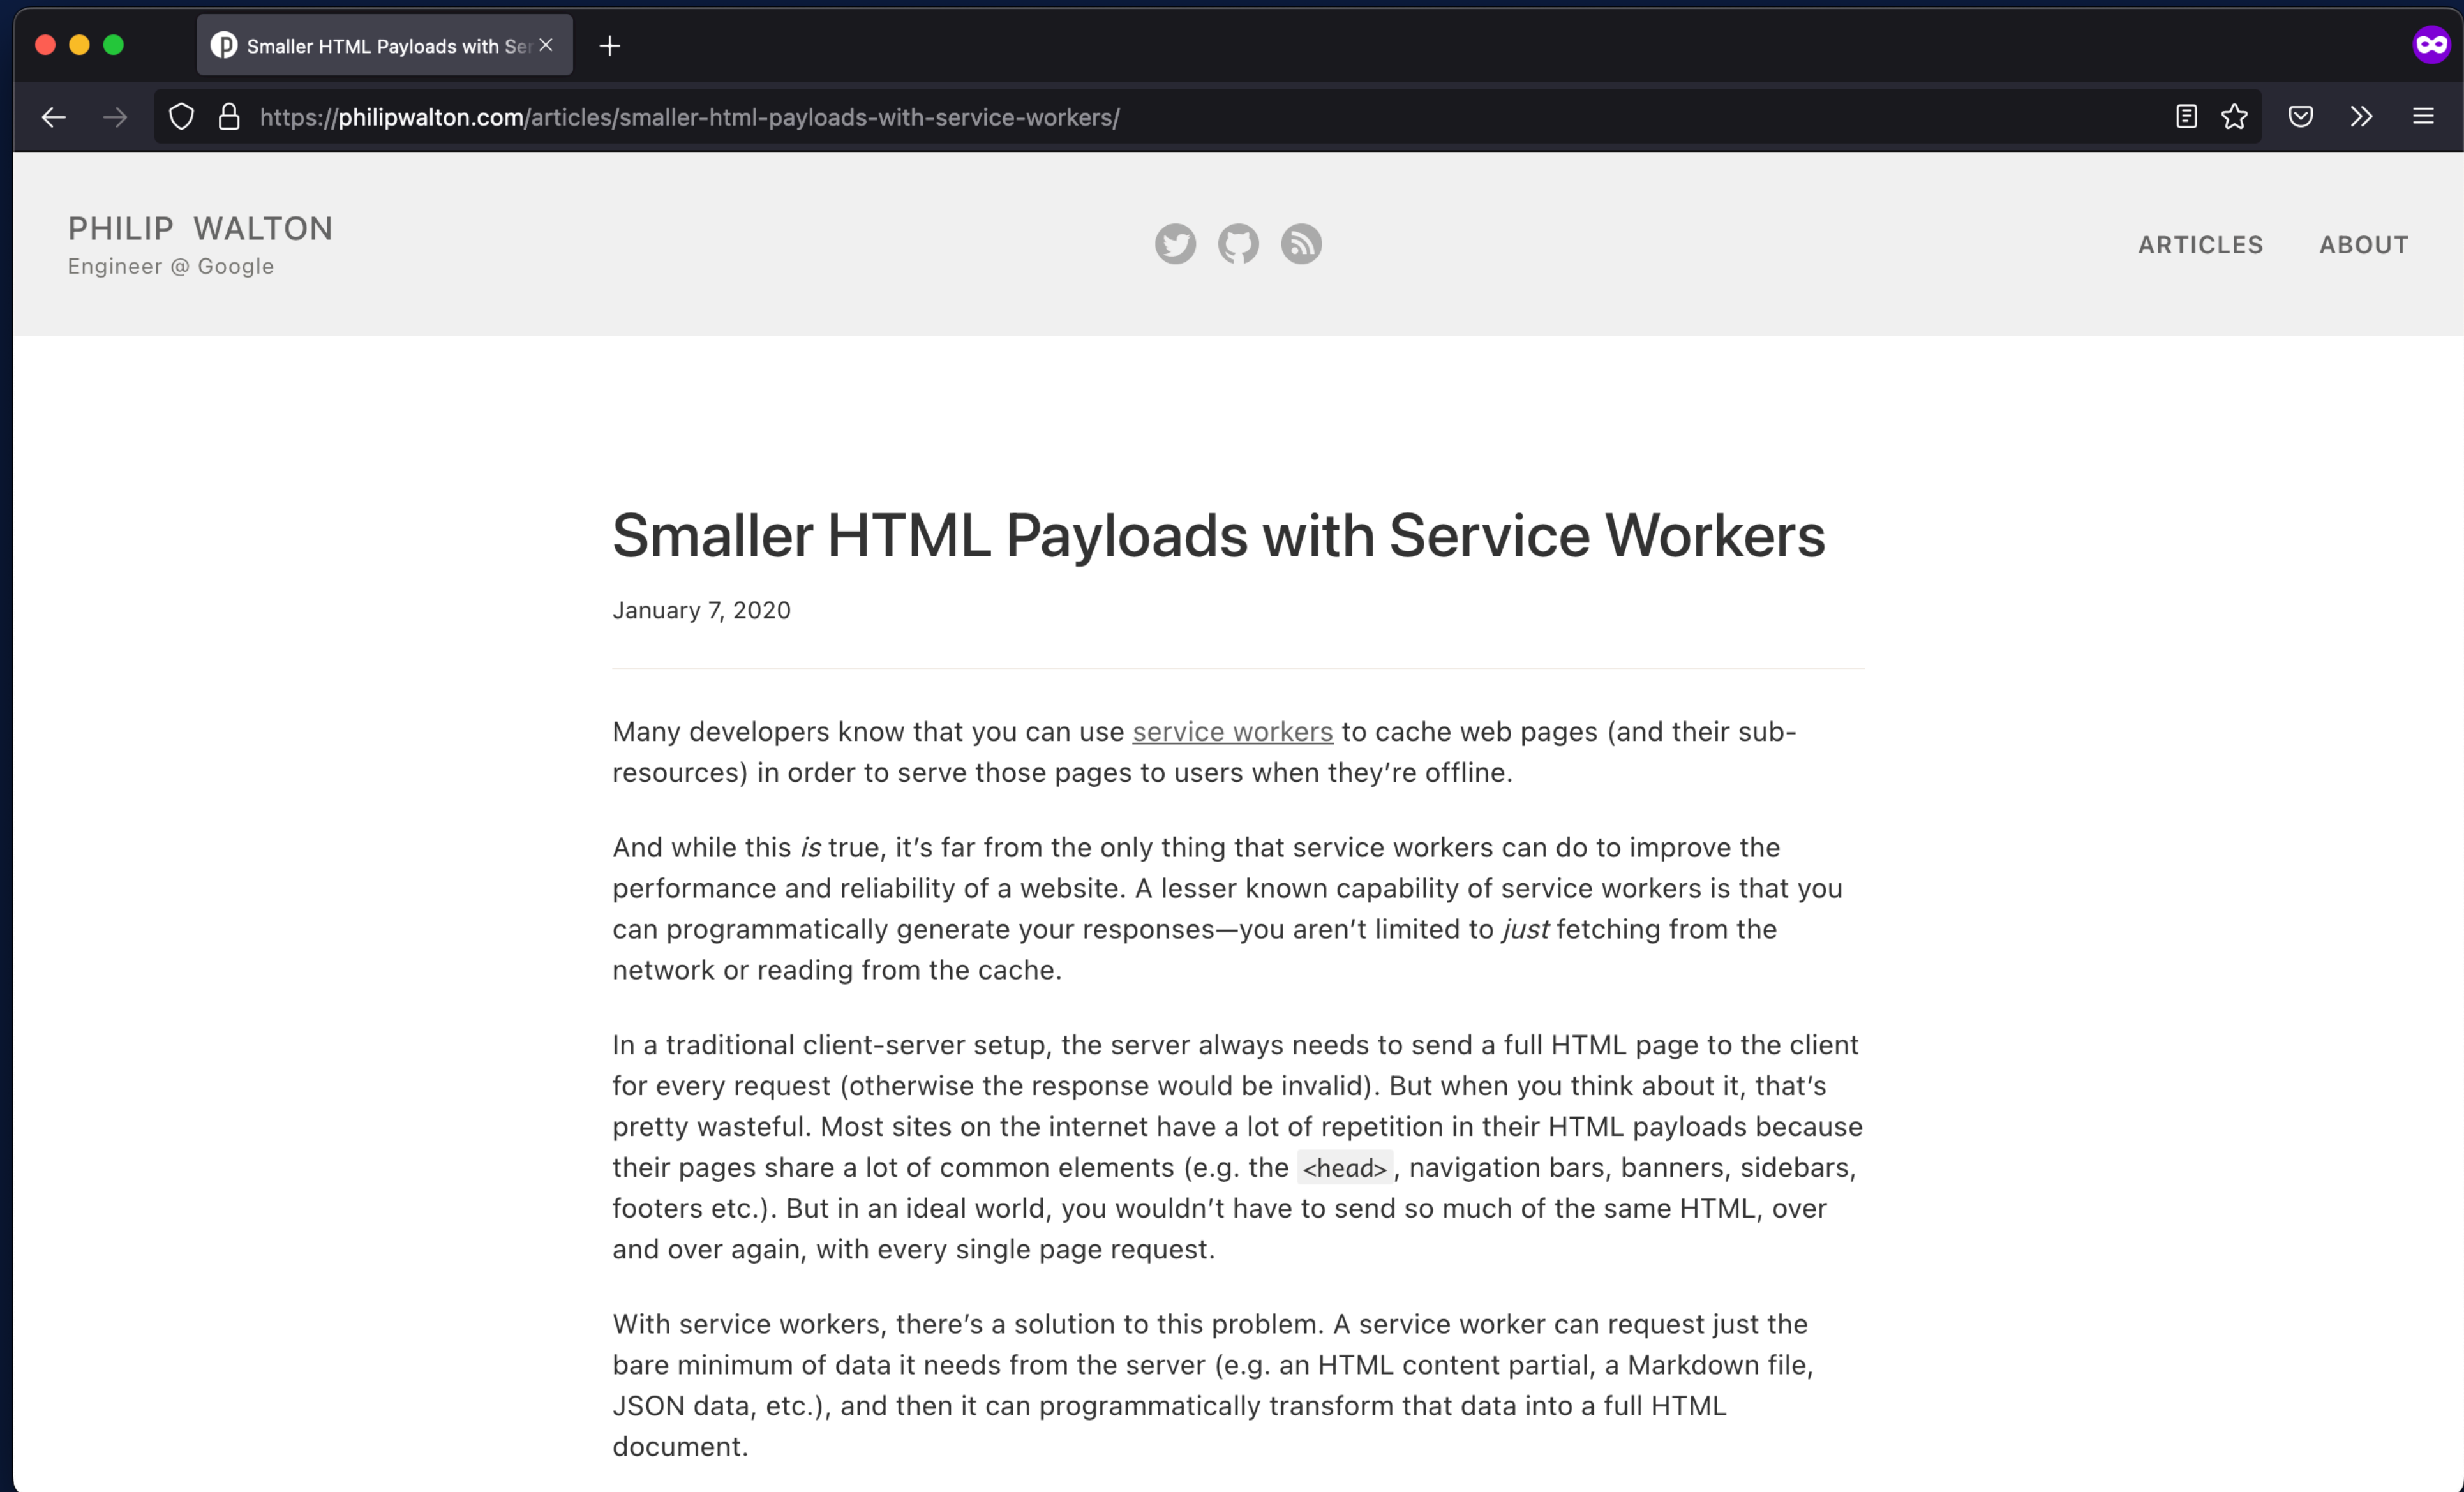 Smaller HTML Payloads with Ser
https://philipwalton.com/articles/smaller-html-payloads-with-service-workers/
PHILIP WALTON
Engineer @ Google
ARTICLES ABOUT
Smaller HTML Payloads with Service Workers
January 7, 2020
Many developers know that you can use service workers to cache web pages (and their sub-
resources) in order to serve those pages to users when they’re offline.
And while this is true, it’s far from the only thing that service workers can do to improve the
performance and reliability of a website. A lesser known capability of service workers is that you
can programmatically generate your responses—you aren’t limited to just fetching from the
network or reading from the cache.
In a traditional client-server setup, the server always needs to send a full HTML page to the client
for every request (otherwise the response would be invalid). But when you think about it, that’s
pretty wasteful. Most sites on the internet have a lot of repetition in their HTML payloads because
their pages share a lot of common elements (e.g. the <head>, navigation bars, banners, sidebars,
footers etc.). But in an ideal world, you wouldn’t have to send so much of the same HTML, over
and over again, with every single page request.
With service workers, there’s a solution to this problem. A service worker can request just the
bare minimum of data it needs from the server (e.g. an HTML content partial, a Markdown file,
JSON data, etc.), and then it can programmatically transform that data into a full HTML
document.